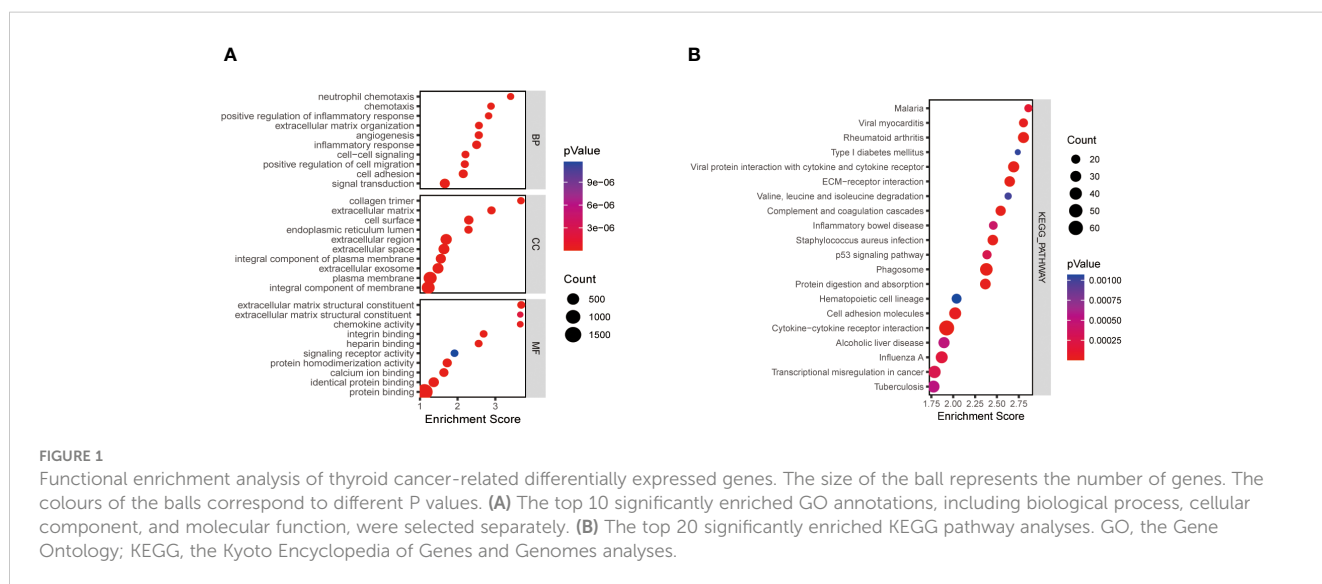 A
neutrophil chemotaxis
chemotaxis
positive regulation of inflammatory response
extracellular matrix organization
angiogenesis
inflammatory response
cell−cell signaling
positive regulation of cell migration
cell adhesion
signal transduction
BP
collagen trimer
extracellular matrix
cell surface
endoplasmic reticulum lumen
extracellular region
extracellular space
integral component of plasma membrane
extracellular exosome
plasma membrane
integral component of membrane
CC
extracellular matrix structural constituent
extracellular matrix structural constituent
chemokine activity
integrin binding
heparin binding
signaling receptor activity
protein homodimerization activity
calcium ion binding
identical protein binding
protein binding
MF
1 2 3
Enrichment Score
pValue
9e−06
6e−06
3e−06
Count
500
1000
1500
B
Malaria
Viral myocarditis
Rheumatoid arthritis
Type I diabetes mellitus
Viral protein interaction with cytokine and cytokine receptor
ECM−receptor interaction
Valine, leucine and isoleucine degradation
Complement and coagulation cascades
Inflammatory bowel disease
Staphylococcus aureus infection
p53 signaling pathway
Phagosome
Protein digestion and absorption
Hematopoietic cell lineage
Cell adhesion molecules
Cytokine−cytokine receptor interaction
Alcoholic liver disease
Influenza A
Transcriptional misregulation in cancer
Tuberculosis
KEGG_PATHWAY
1.75 2.00 2.25 2.50 2.75
Enrichment Score
Count
20
30
40
50
60
pValue
0.00100
0.00075
0.00050
0.00025
FIGURE 1
Functional enrichment analysis of thyroid cancer-related differentially expressed genes. The size of the ball represents the number of genes. The
colours of the balls correspond to different P values. (A) The top 10 significantly enriched GO annotations, including biological process, cellular
component, and molecular function, were selected separately. (B) The top 20 significantly enriched KEGG pathway analyses. GO, the Gene
Ontology; KEGG, the Kyoto Encyclopedia of Genes and Genomes analyses.